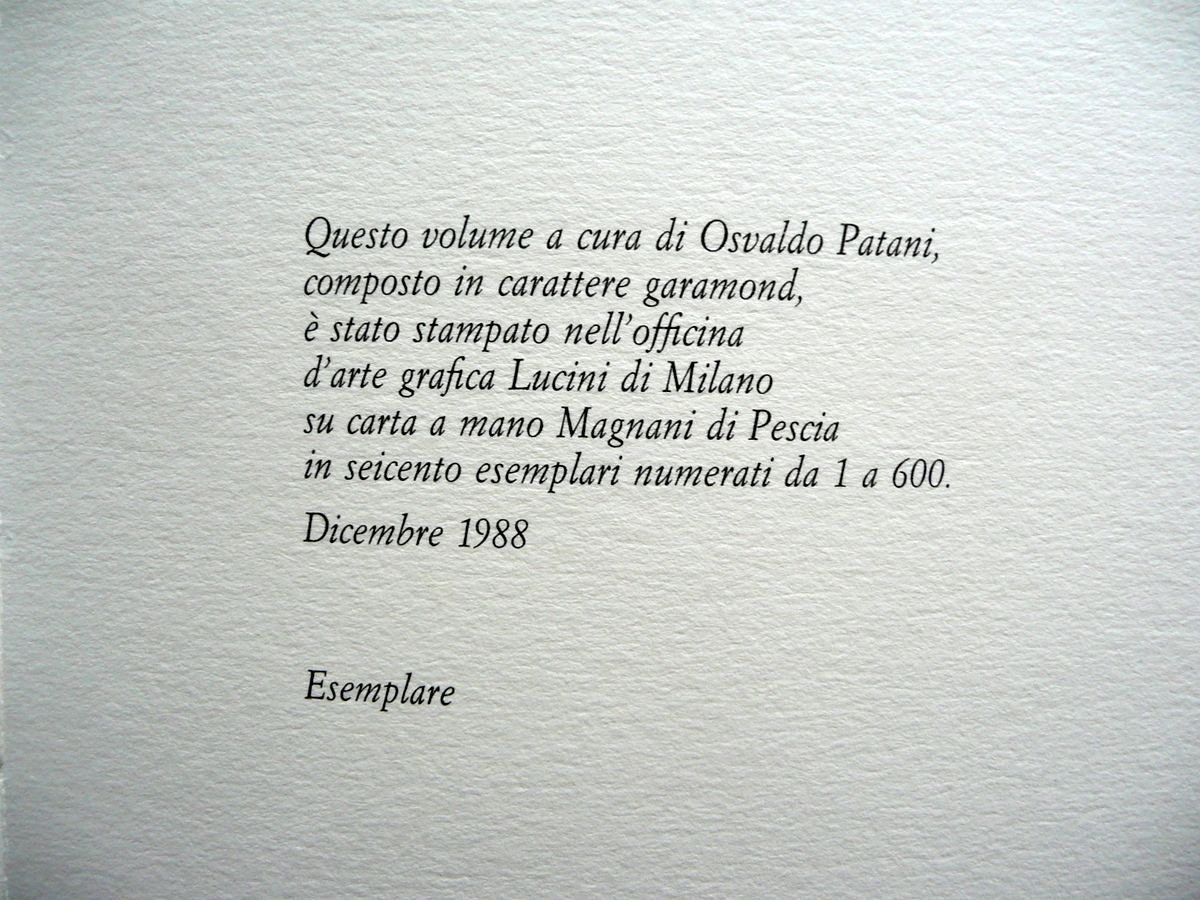 Questo volume a cura di Osvaldo Patani,
composto in carattere garamond,
è stato stampato nell'officina
d'arte grafica Lucini di Milano
su carta a mano Magnani di Pescia
in seicento esemplari numerati da 1 a 600.
Dicembre 1988
Esemplare